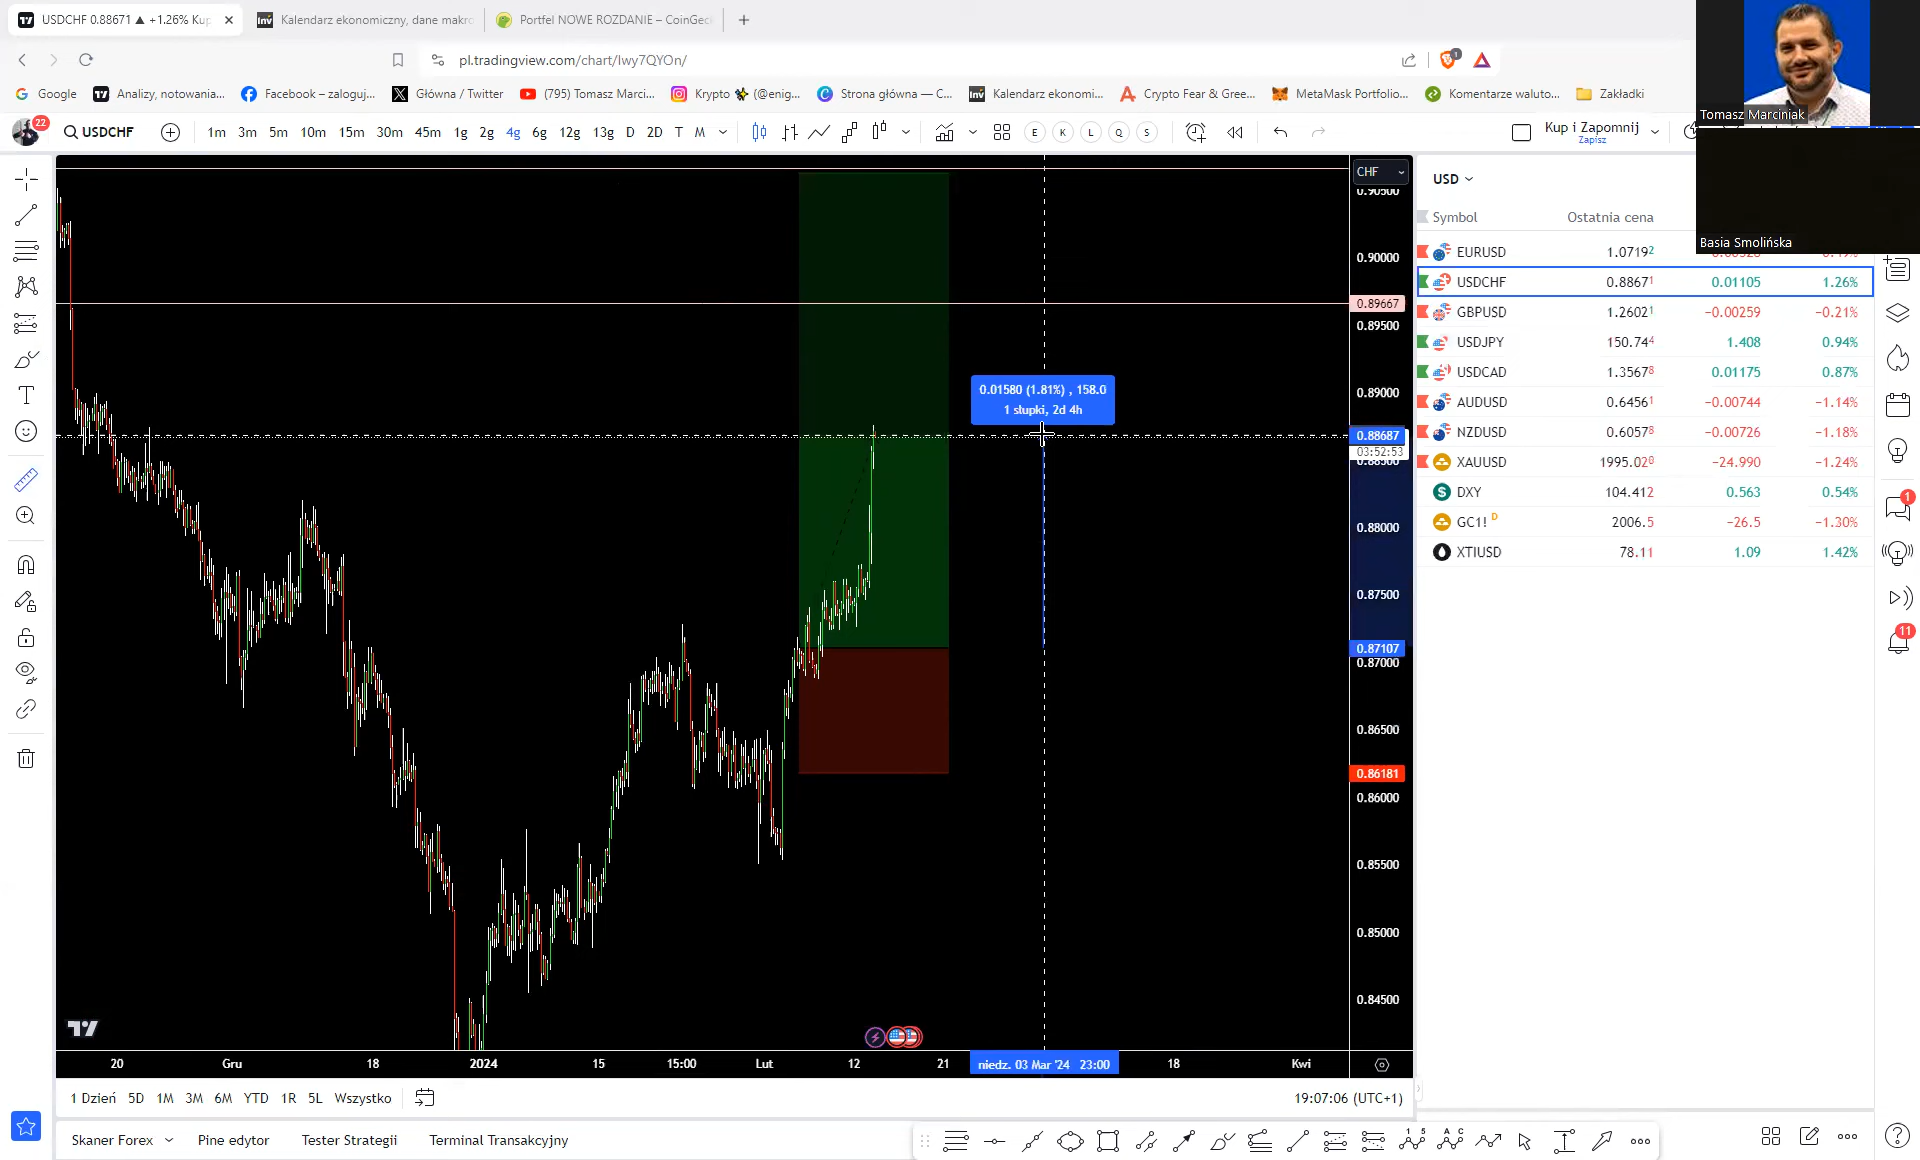 USDCHF 0.88671 ▲ +1.26% Kup
Kalendarz ekonomiczny, dane makro
Portfel NOWE ROZDANIE – CoinGec
pl.tradingview.com/chart/Iwy7QYOn/
Google
Analizy, notowania...
Facebook – zaloguj...
Główna / Twitter
(795) Tomasz Marci...
Krypto (@enig...
Strona główna — C...
Kalendarz ekonomi...
Crypto Fear & Gree...
MetaMask Portfolio...
Komentarze waluto...
Zakładki
Tomasz Marciniak
22
USDCHF
1m 3m 5m 10m 15m 30m 45m 1g 2g 4g 6g 12g 13g D 2D T M
E K L Q S
Kup i Zapomnij
Zapisz
Basia Smolińska
CHF
0.90500
0.90000
0.89667
0.89500
0.89000
0.88687
03:52:53
0.88500
0.88000
0.87500
0.87107
0.87000
0.86500
0.86181
0.86000
0.85500
0.85000
0.84500
0.01580 (1.81%) , 158.0
1 słupki, 2d 4h
USD
Symbol Ostatnia cena
EURUSD 1.07192
USDCHF 0.88671 0.01105 1.26%
GBPUSD 1.26021 −0.00259 −0.21%
USDJPY 150.744 1.408 0.94%
USDCAD 1.35678 0.01175 0.87%
AUDUSD 0.64561 −0.00744 −1.14%
NZDUSD 0.60578 −0.00726 −1.18%
XAUUSD 1995.020 −24.990 −1.24%
DXY 104.412 0.563 0.54%
GC1! D 2006.5 −26.5 −1.30%
XTIUSD 78.11 1.09 1.42%
1
11
20 Gru 18 2024 15 15:00 Lut 12 21 niedz. 03 Mar '24 23:00 18 Kwi
1 Dzień 5D 1M 3M 6M YTD 1R 5L Wszystko
19:07:06 (UTC+1)
Skaner Forex Pine edytor Tester Strategii Terminal Transakcyjny